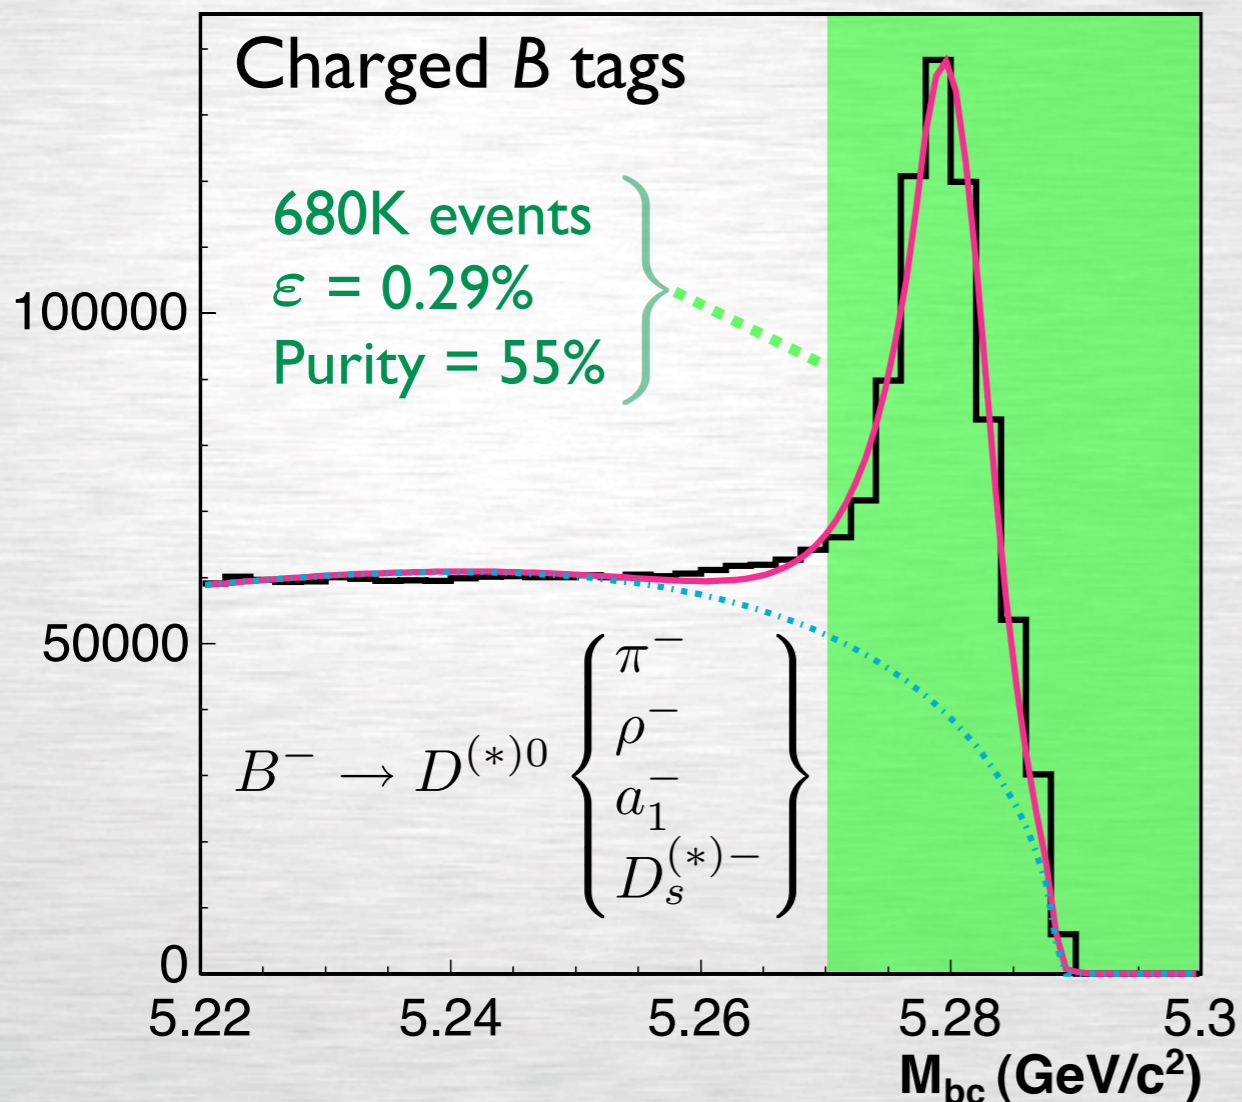 Charged B tags
680K events
ε = 0.29%
Purity = 55%
100000
50000
0
π⁻
ρ⁻
B⁻ → D⁽*⁾⁰
a₁⁻
Dₛ⁽*⁾⁻
5.22 5.24 5.26 5.28 5.3
M_bc (GeV/c²)